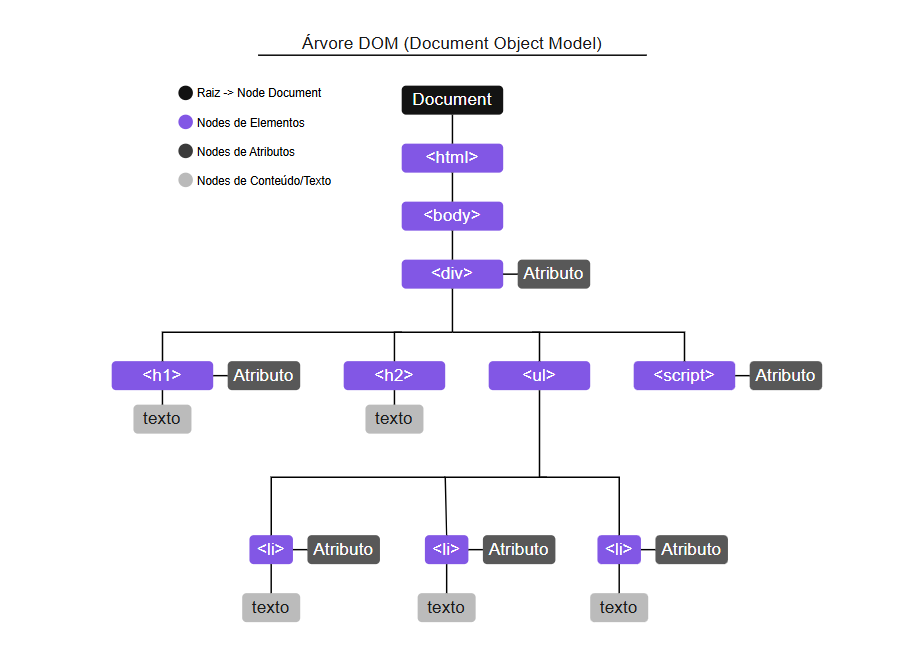 Árvore DOM (Document Object Model)
Raiz -> Node Document
Nodes de Elementos
Nodes de Atributos
Nodes de Conteúdo/Texto
Document
<html>
<body>
<div> Atributo
<h1> Atributo <h2> <ul> <script> Atributo
texto texto
<li> Atributo <li> Atributo <li> Atributo
texto texto texto